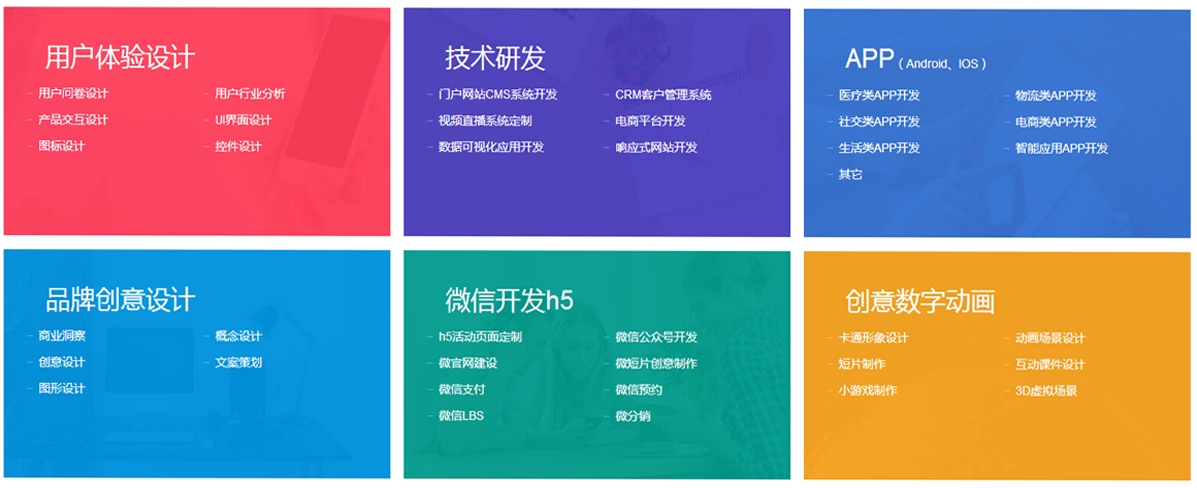 用户体验设计
用户问卷设计
用户行业分析
产品交互设计
UI界面设计
图标设计
控件设计
技术研发
门户网站CMS系统开发
CRM客户管理系统
视频直播系统定制
电商平台开发
数据可视化应用开发
响应式网站开发
APP（Android、IOS）
医疗类APP开发
物流类APP开发
社交类APP开发
电商类APP开发
生活类APP开发
智能应用APP开发
其它
品牌创意设计
商业洞察
概念设计
创意设计
文案策划
图形设计
微信开发h5
h5活动页面定制
微信公众号开发
微官网建设
微短片创意制作
微信支付
微信预约
微信LBS
微分销
创意数字动画
卡通形象设计
动画场景设计
短片制作
互动课件设计
小游戏制作
3D虚拟场景